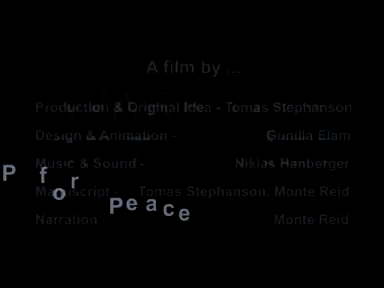 A film by ...
Production & Original Idea - Tomas Stephanson
Design & Animation - Gunilla Elam
Music & Sound - Niklas Hanberger
Manuscript - Tomas Stephanson, Monte Reid
Narration - Monte Reid
P for
Peace